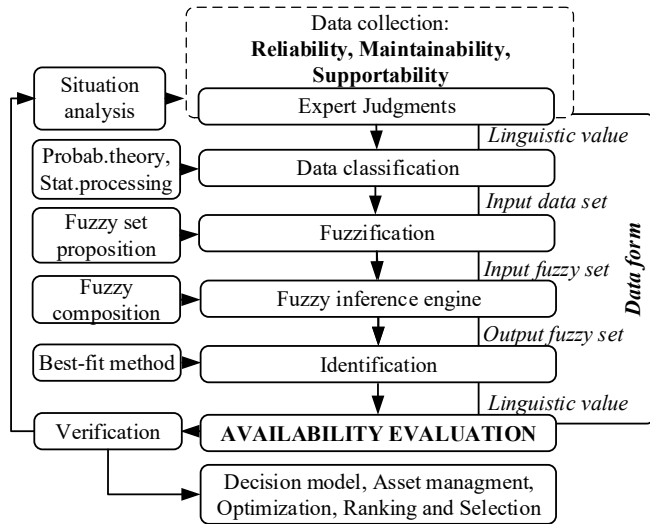 Data collection:
Reliability, Maintainability,
Supportability
Situation
analysis
Expert Judgments
Linguistic value
Probab.theory,
Stat.processing
Data classification
Input data set
Fuzzy set
proposition
Fuzzification
Input fuzzy set
Fuzzy
composition
Fuzzy inference engine
Output fuzzy set
Best-fit method
Identification
Linguistic value
Data form
Verification
AVAILABILITY EVALUATION
Decision model, Asset managment,
Optimization, Ranking and Selection